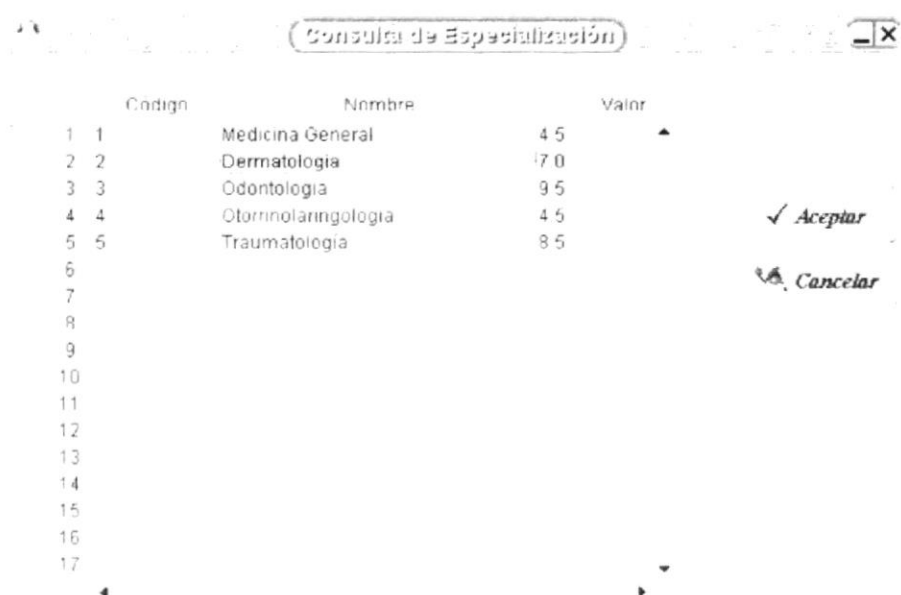 Consulta de Especialización
Codigo Nombre Valor
1 1 Medicina General 4.5
2 2 Dermatologia 7.0
3 3 Odontologia 9.5
4 4 Otorrinolaringologia 4.5
5 5 Traumatologia 8.5
6
7
8
9
10
11
12
13
14
15
16
17
Aceptar
Cancelar